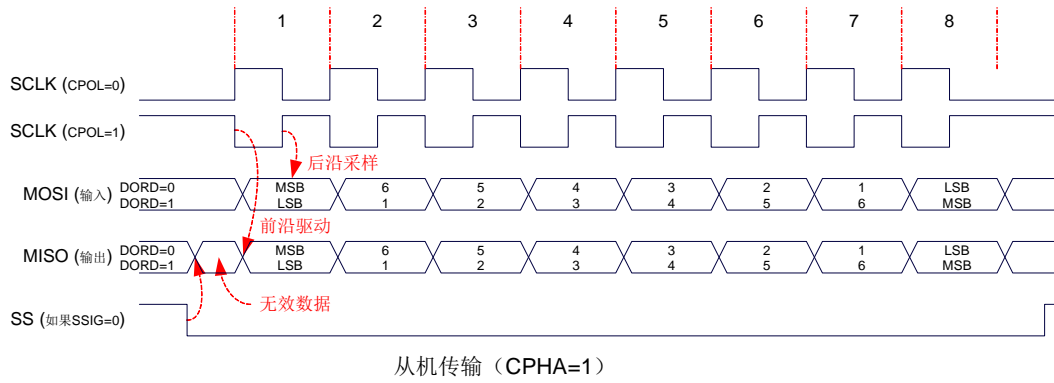 1 2 3 4 5 6 7 8
SCLK (CPOL=0)
SCLK (CPOL=1)
后沿采样
MOSI (输入) DORD=0 MSB 6 5 4 3 2 1 LSB
DORD=1 LSB 1 2 3 4 5 6 MSB
前沿驱动
MISO (输出) DORD=0 MSB 6 5 4 3 2 1 LSB
DORD=1 LSB 1 2 3 4 5 6 MSB
无效数据
SS (如果SSIG=0)
从机传输（CPHA=1）